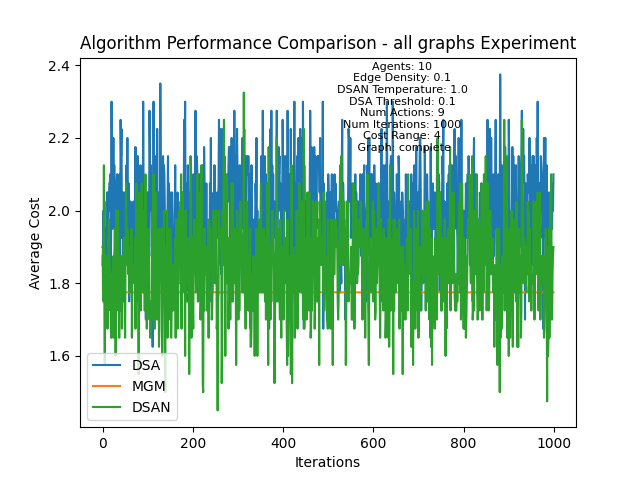 Algorithm Performance Comparison - all graphs Experiment
Agents: 10
Edge Density: 0.1
DSAN Temperature: 1.0
DSA Threshold: 0.1
Num Actions: 9
Num Iterations: 1000
Cost Range: 4
Graph: complete
2.4
2.2
2.0
1.8
1.6
Average Cost
DSA
MGM
DSAN
0
200
400
600
800
1000
Iterations